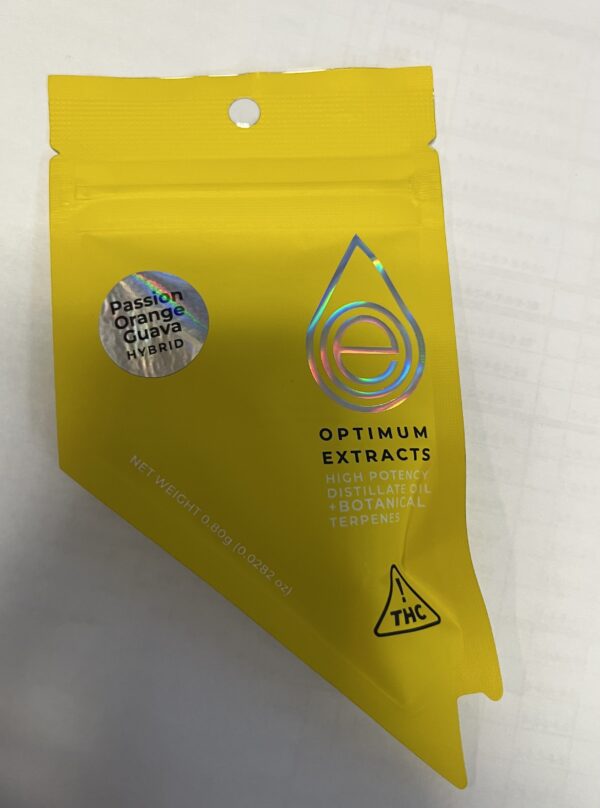 Passion
Orange
Guava
HYBRID
e
OPTIMUM
EXTRACTS
HIGH POTENCY
DISTILLATE OIL
+BOTANICAL
TERPENES
NET WEIGHT 0.80g (0.0282 oz)
!
THC